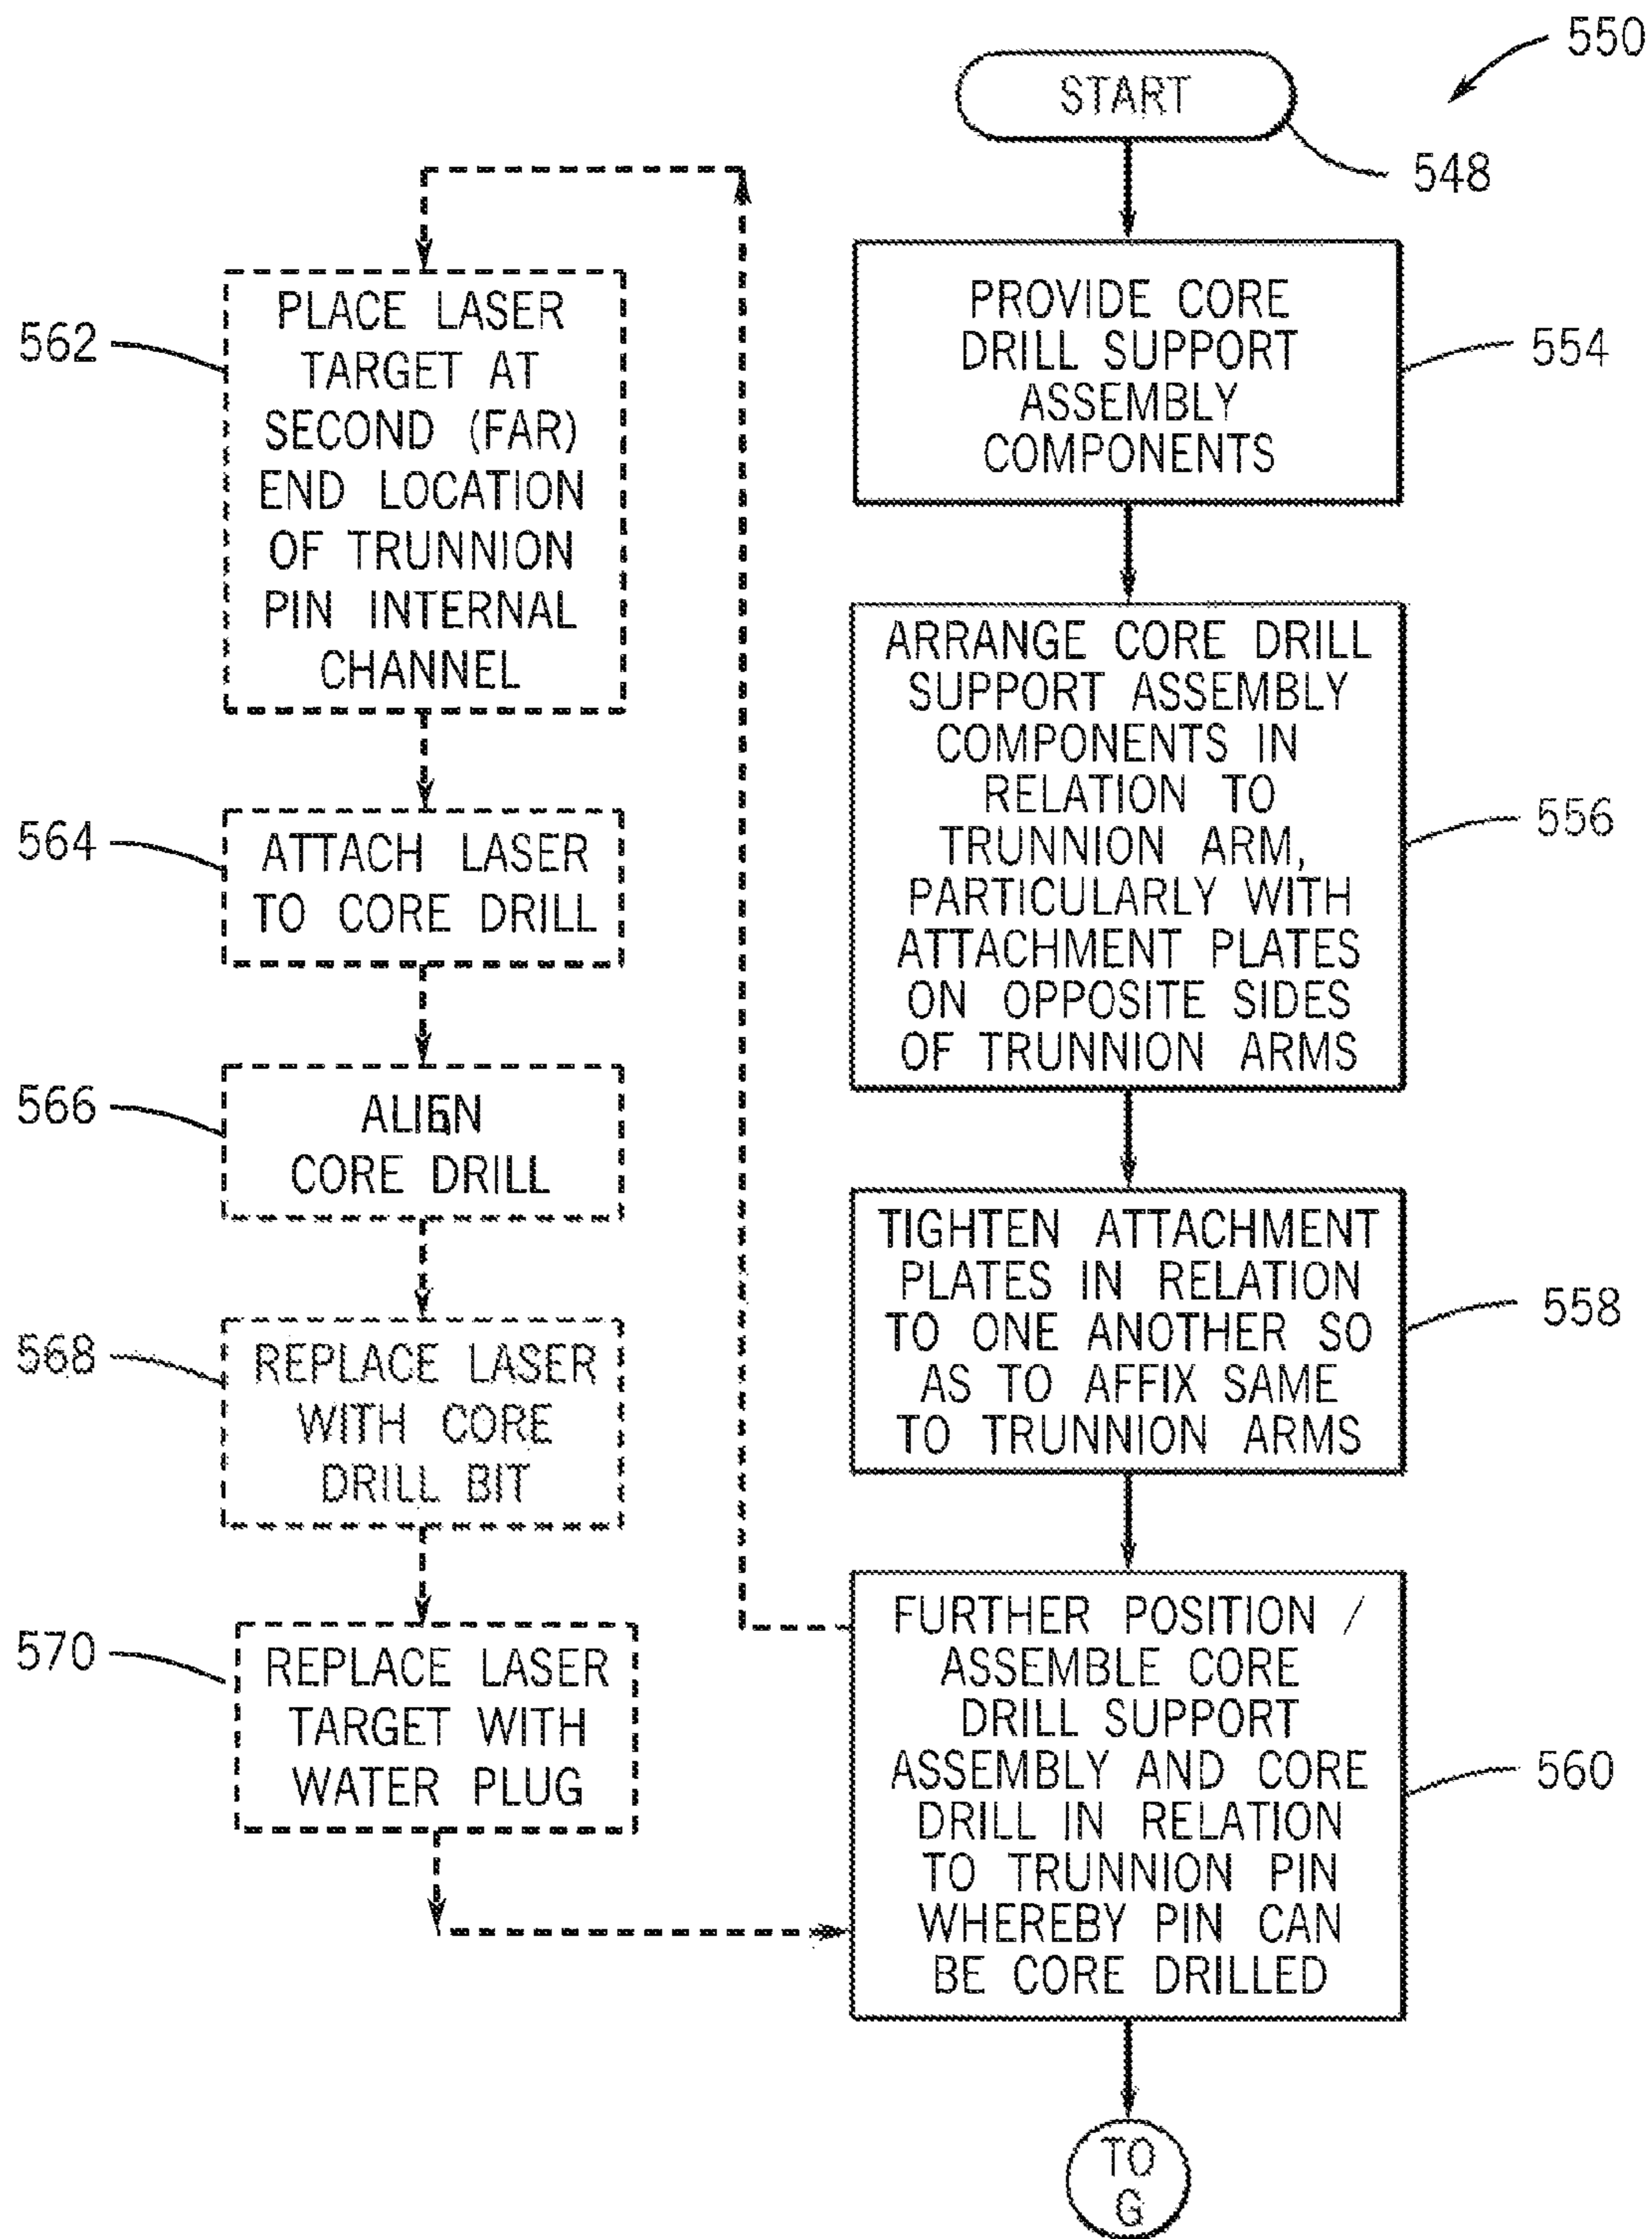 550
START
548
PROVIDE CORE
DRILL SUPPORT
ASSEMBLY
COMPONENTS
554
ARRANGE CORE DRILL
SUPPORT ASSEMBLY
COMPONENTS IN
RELATION TO
TRUNNION ARM,
PARTICULARLY WITH
ATTACHMENT PLATES
ON OPPOSITE SIDES
OF TRUNNION ARMS
556
TIGHTEN ATTACHMENT
PLATES IN RELATION
TO ONE ANOTHER SO
AS TO AFFIX SAME
TO TRUNNION ARMS
558
FURTHER POSITION /
ASSEMBLE CORE
DRILL SUPPORT
ASSEMBLY AND CORE
DRILL IN RELATION
TO TRUNNION PIN
WHEREBY PIN CAN
BE CORE DRILLED
560
562
PLACE LASER
TARGET AT
SECOND (FAR)
END LOCATION
OF TRUNNION
PIN INTERNAL
CHANNEL
564
ATTACH LASER
TO CORE DRILL
566
ALIGN
CORE DRILL
568
REPLACE LASER
WITH CORE
DRILL BIT
570
REPLACE LASER
TARGET WITH
WATER PLUG
TO
G